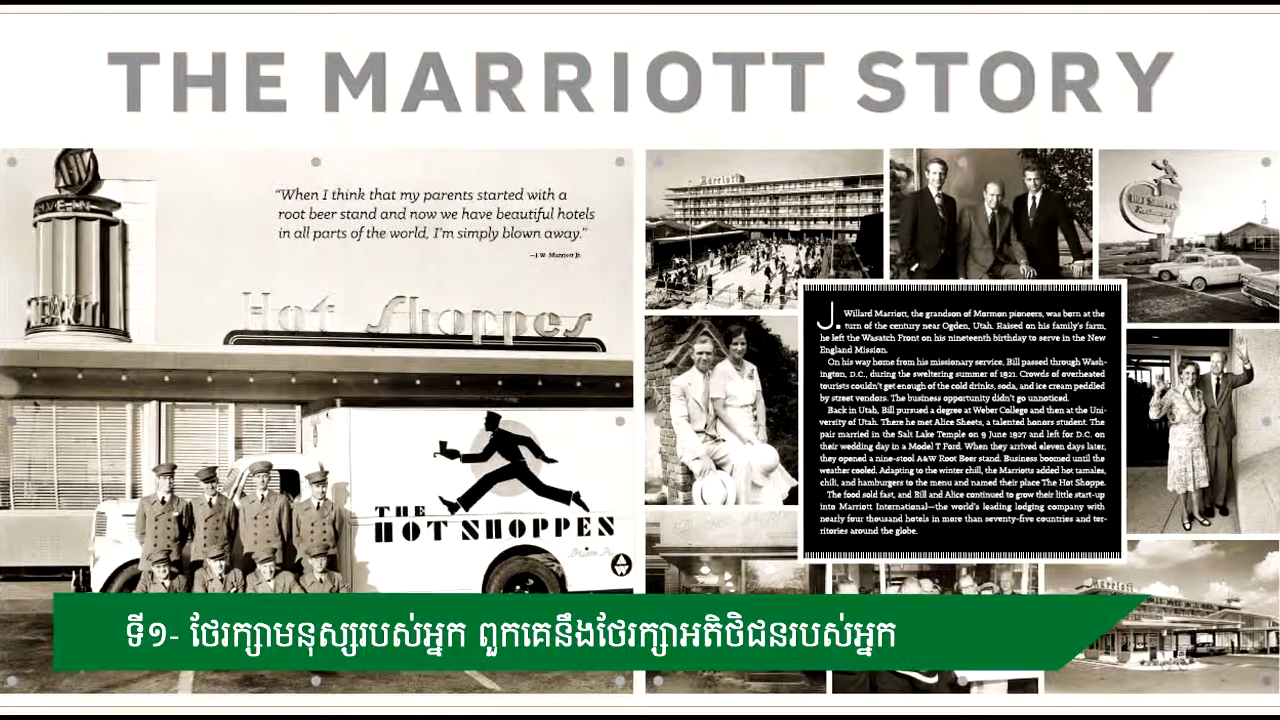 THE MARRIOTT STORY
“When I think that my parents started with a
root beer stand and now we have beautiful hotels
in all parts of the world, I’m simply blown away.”
—J.W. Marriott Jr.
DRIVE-IN
Hot Shoppes
THE
HOT SHOPPES
Marriott
HOT SHOPPES
J. Willard Marriott, the grandson of Mormon pioneers, was born at the
turn of the century near Ogden, Utah. Raised on his family’s farm,
he left the Wasatch Front on his nineteenth birthday to serve in the New
England Mission.
On his way home from his missionary service, Bill passed through Wash-
ington, D.C., during the sweltering summer of 1921. Crowds of overheated
tourists couldn’t get enough of the cold drinks, soda, and ice cream peddled
by street vendors. The business opportunity didn’t go unnoticed.
Back in Utah, Bill pursued a degree at Weber College and then at the Uni-
versity of Utah. There he met Alice Sheets, a talented honors student. The
pair married in the Salt Lake Temple on 9 June 1927 and left for D.C. on
their wedding day in a Model T Ford. When they arrived eleven days later,
they opened a nine-stool A&W Root Beer stand. Business boomed until the
weather cooled. Adapting to the winter chill, the Marriotts added hot tamales,
chili, and hamburgers to the menu and named their place The Hot Shoppe.
The food sold fast, and Bill and Alice continued to grow their little start-up
into Marriott International—the world’s leading lodging company with
nearly four thousand hotels in more than seventy-five countries and ter-
ritories around the globe.
Marriott
ទី១- ថែរក្សាមនុស្សរបស់អ្នក ពួកគេនឹងថែរក្សាអតិថិជនរបស់អ្នក